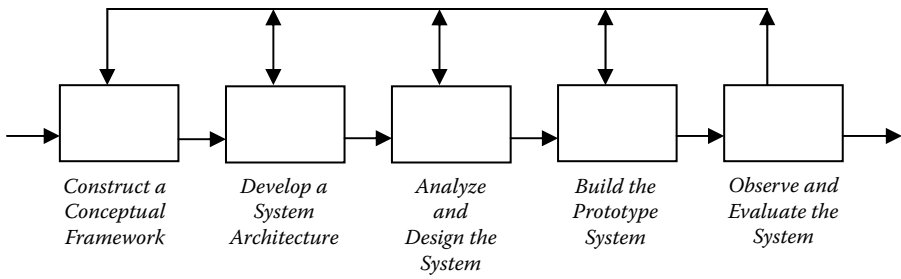 Construct a
Conceptual
Framework
Develop a
System
Architecture
Analyze
and
Design the
System
Build the
Prototype
System
Observe and
Evaluate the
System